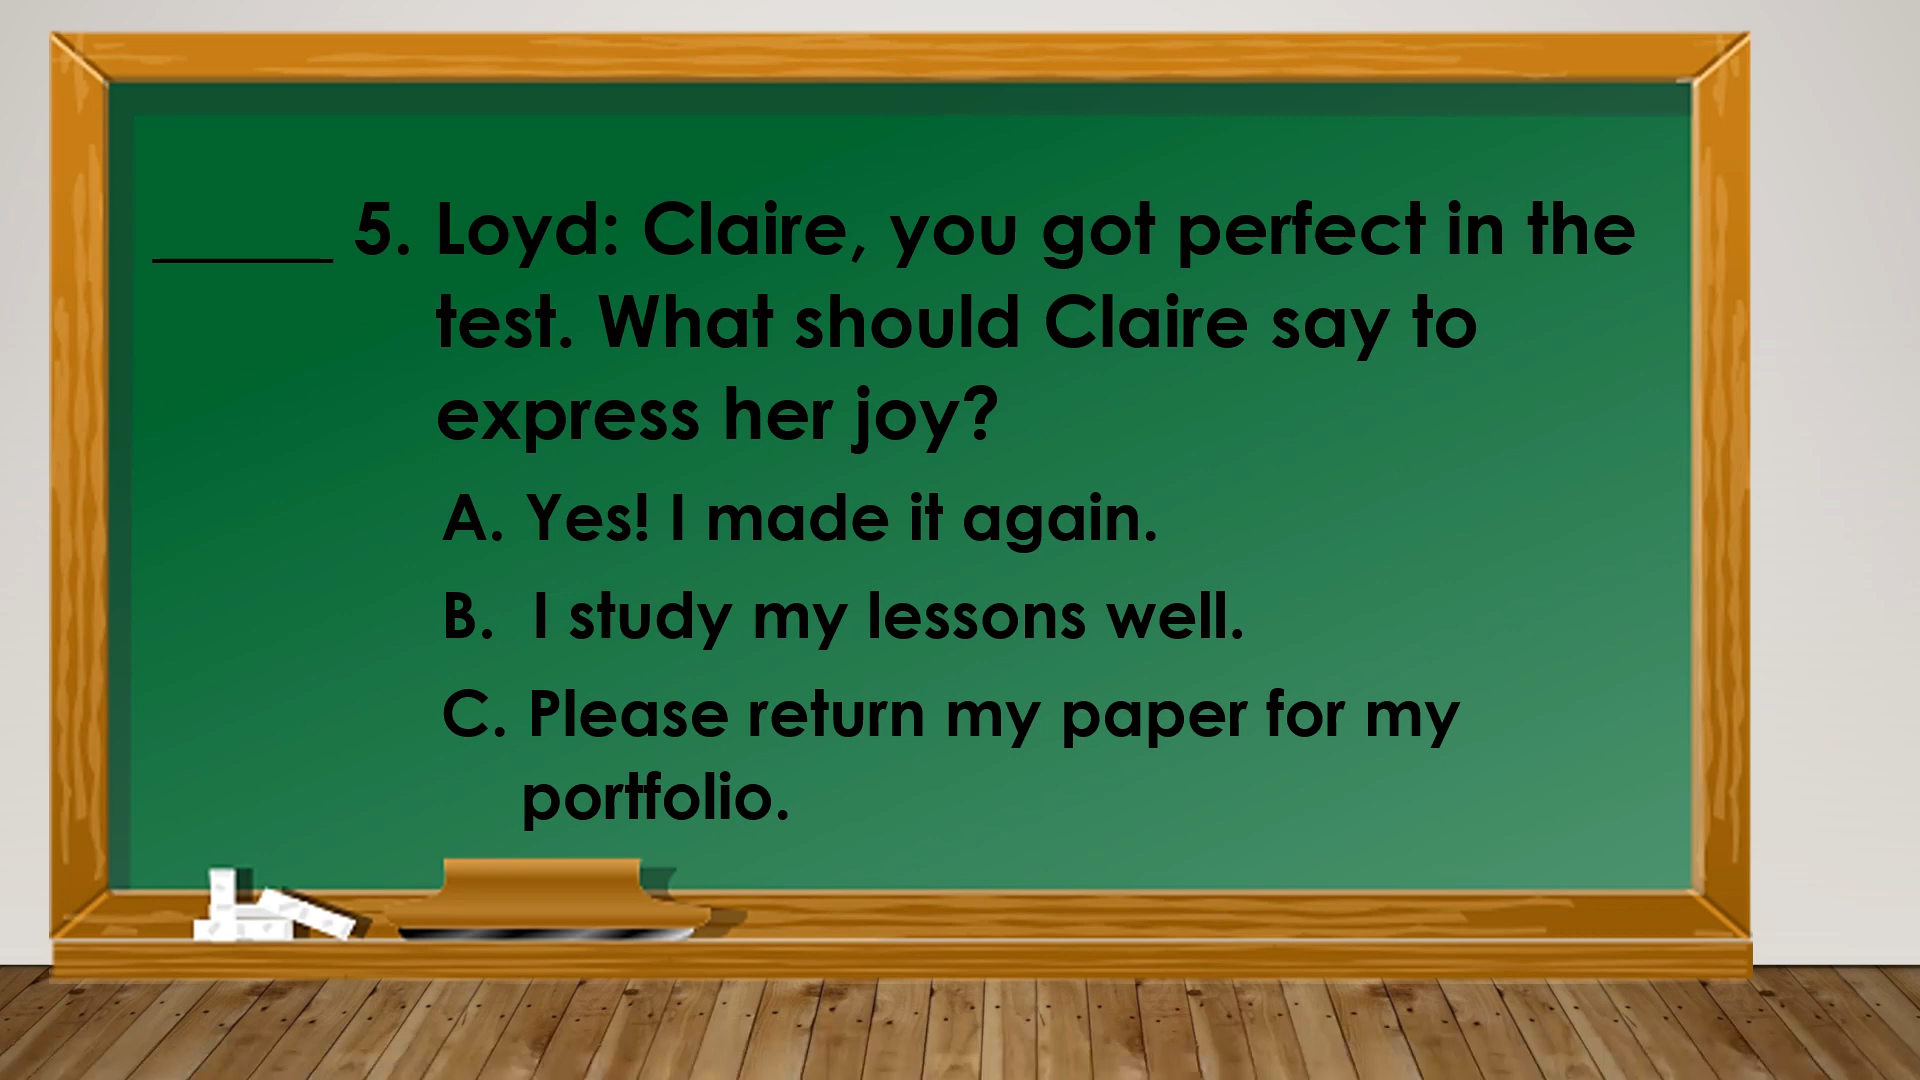 _____ 5. Loyd: Claire, you got perfect in the
test. What should Claire say to
express her joy?
A. Yes! I made it again.
B. I study my lessons well.
C. Please return my paper for my
portfolio.